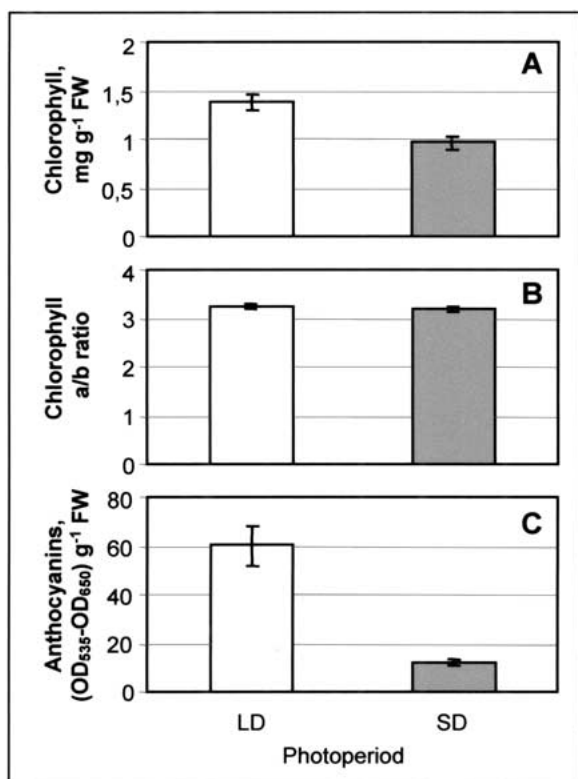 A
Chlorophyll,
mg g⁻¹ FW
2
1,5
1
0,5
0
B
Chlorophyll
a/b ratio
4
3
2
1
0
C
Anthocyanins,
(OD₅₃₅-OD₆₅₀) g⁻¹ FW
80
60
40
20
0
LD SD
Photoperiod